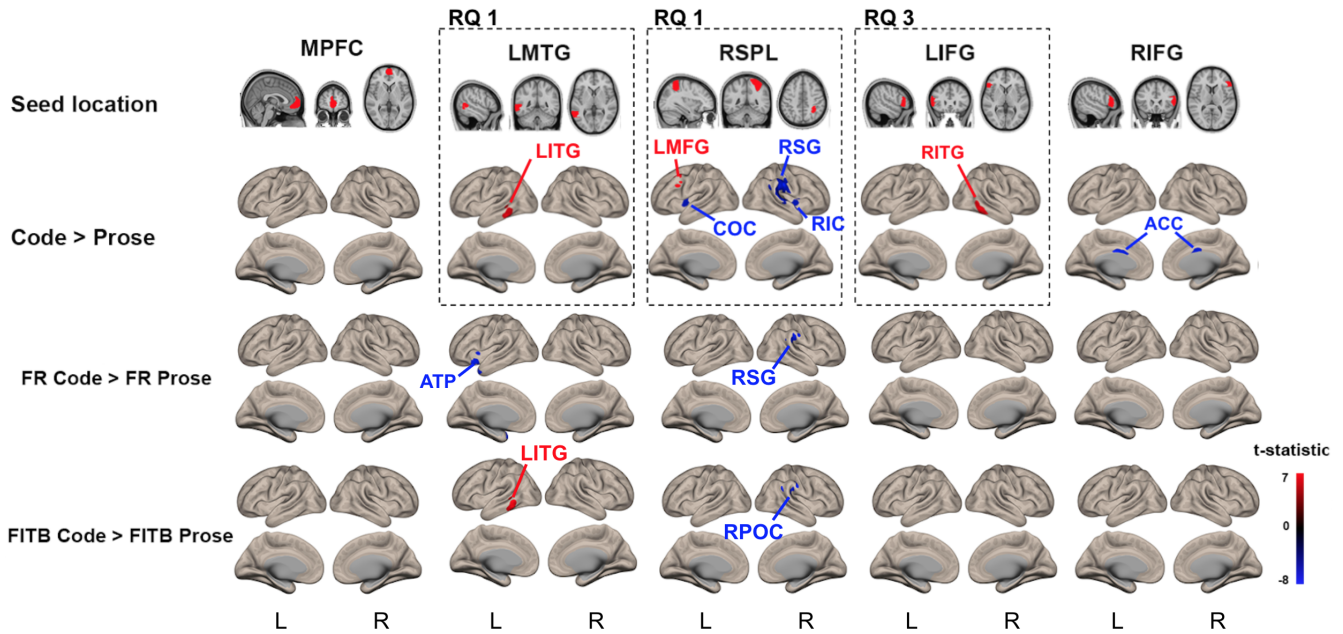 RQ 1
RQ 1
RQ 3
MPFC
LMTG
RSPL
LIFG
RIFG
Seed location
LITG
LMFG
RSG
RITG
COC
RIC
ACC
Code > Prose
FR Code > FR Prose
ATP
RSG
LITG
t-statistic
7
0
-8
FITB Code > FITB Prose
RPOC
L
R
L
R
L
R
L
R
L
R